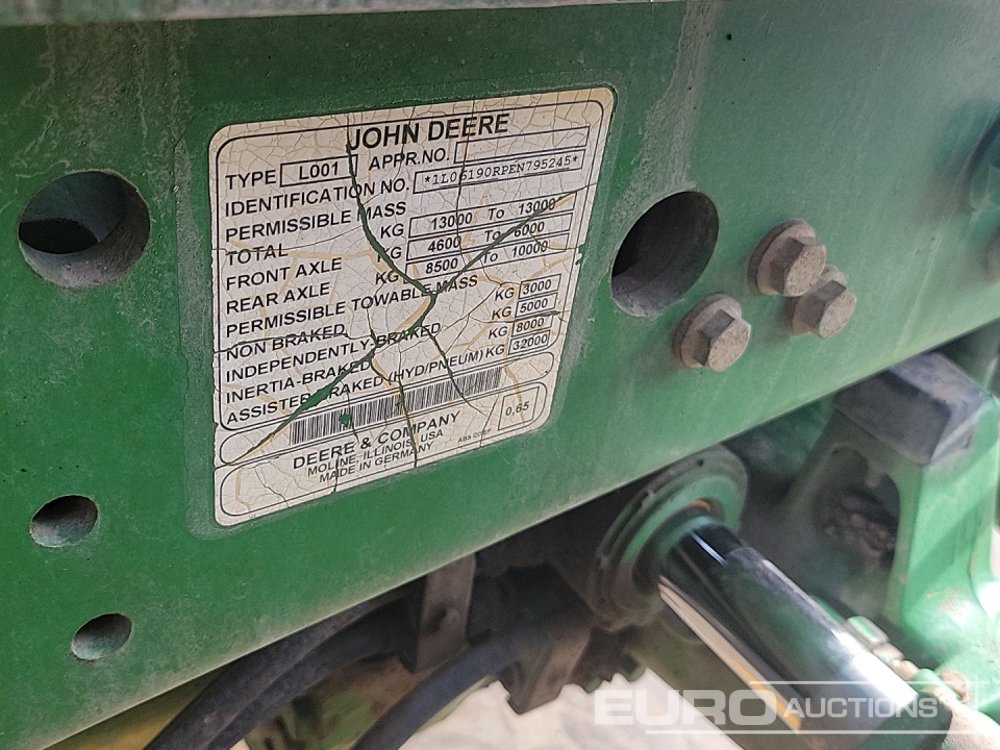 JOHN DEERE
TYPE L001 APPR.NO.
IDENTIFICATION NO. *1L06190RPEN795245*
PERMISSIBLE MASS
TOTAL KG 13000 To 13000
FRONT AXLE KG 4600 To 6000
REAR AXLE KG 8500 To 10000
PERMISSIBLE TOWABLE MASS
NON BRAKED KG 3000
INDEPENDENTLY-BRAKED KG 5000
INERTIA-BRAKED KG 8000
ASSISTED-BRAKED (HYD/PNEUM) KG 32000
DEERE & COMPANY
MOLINE, ILLINOIS, USA
MADE IN GERMANY
0,65
EURO AUCTIONS